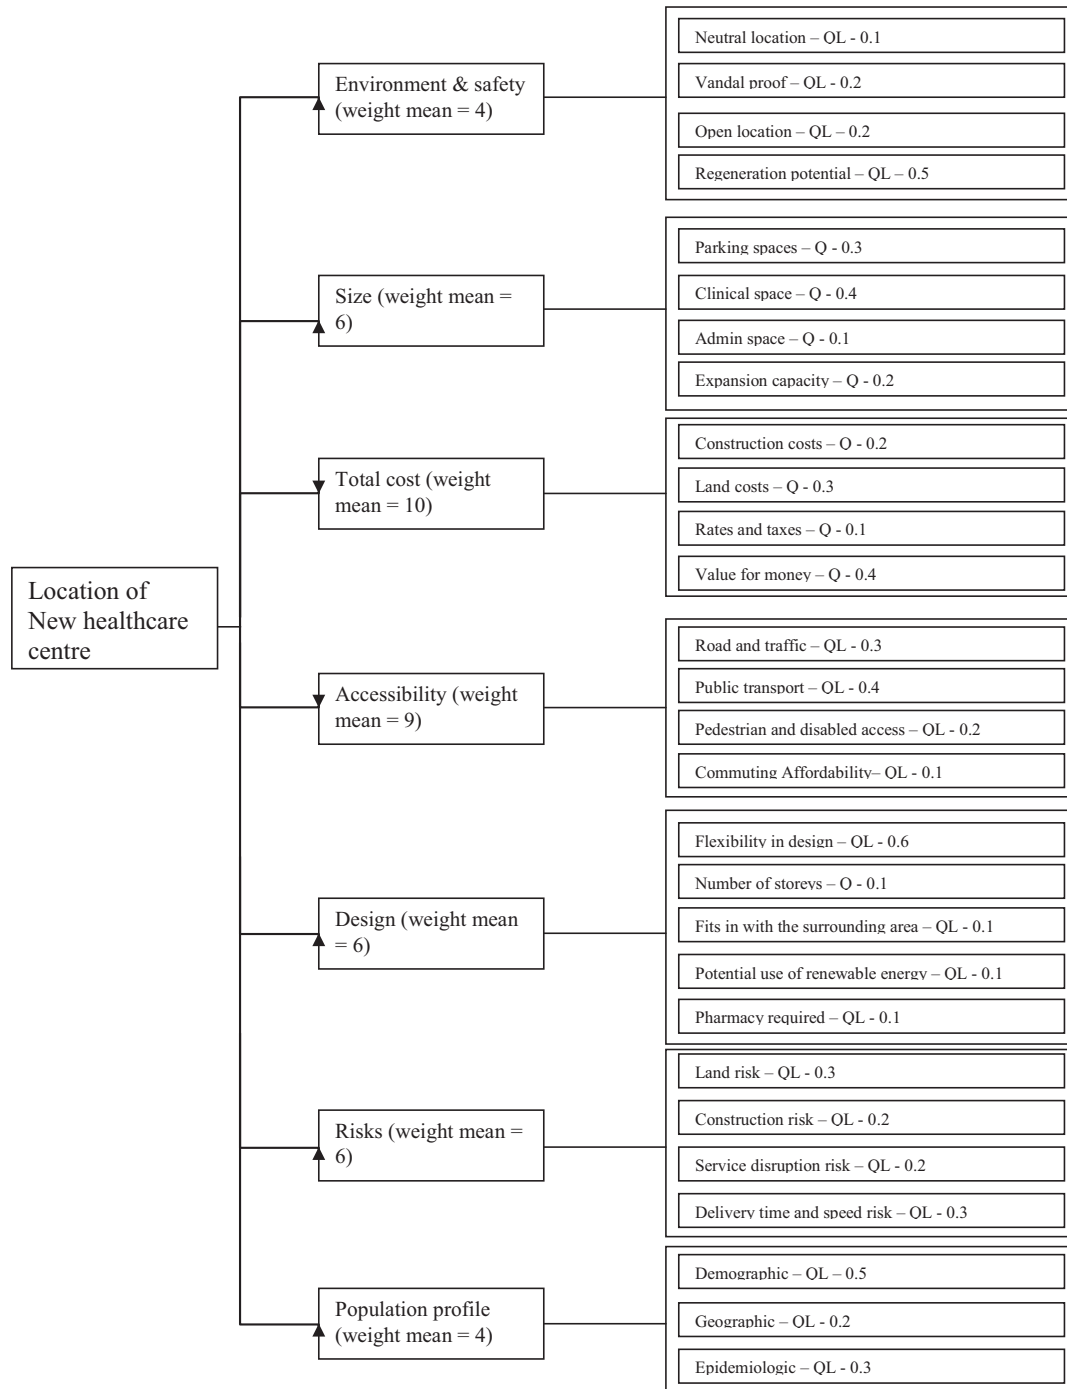 Location of
New healthcare
centre
Environment & safety
(weight mean = 4)
Neutral location – QL - 0.1
Vandal proof – QL - 0.2
Open location – QL – 0.2
Regeneration potential – QL – 0.5
Size (weight mean =
6)
Parking spaces – Q - 0.3
Clinical space – Q - 0.4
Admin space – Q - 0.1
Expansion capacity – Q - 0.2
Total cost (weight
mean = 10)
Construction costs – Q - 0.2
Land costs – Q - 0.3
Rates and taxes – Q - 0.1
Value for money – Q - 0.4
Accessibility (weight
mean = 9)
Road and traffic – QL - 0.3
Public transport – QL - 0.4
Pedestrian and disabled access – QL - 0.2
Commuting Affordability– QL - 0.1
Design (weight mean
= 6)
Flexibility in design – QL - 0.6
Number of storeys – Q - 0.1
Fits in with the surrounding area – QL - 0.1
Potential use of renewable energy – QL - 0.1
Pharmacy required – QL - 0.1
Risks (weight mean =
6)
Land risk – QL - 0.3
Construction risk – QL - 0.2
Service disruption risk – QL - 0.2
Delivery time and speed risk – QL - 0.3
Population profile
(weight mean = 4)
Demographic – QL – 0.5
Geographic – QL - 0.2
Epidemiologic – QL - 0.3